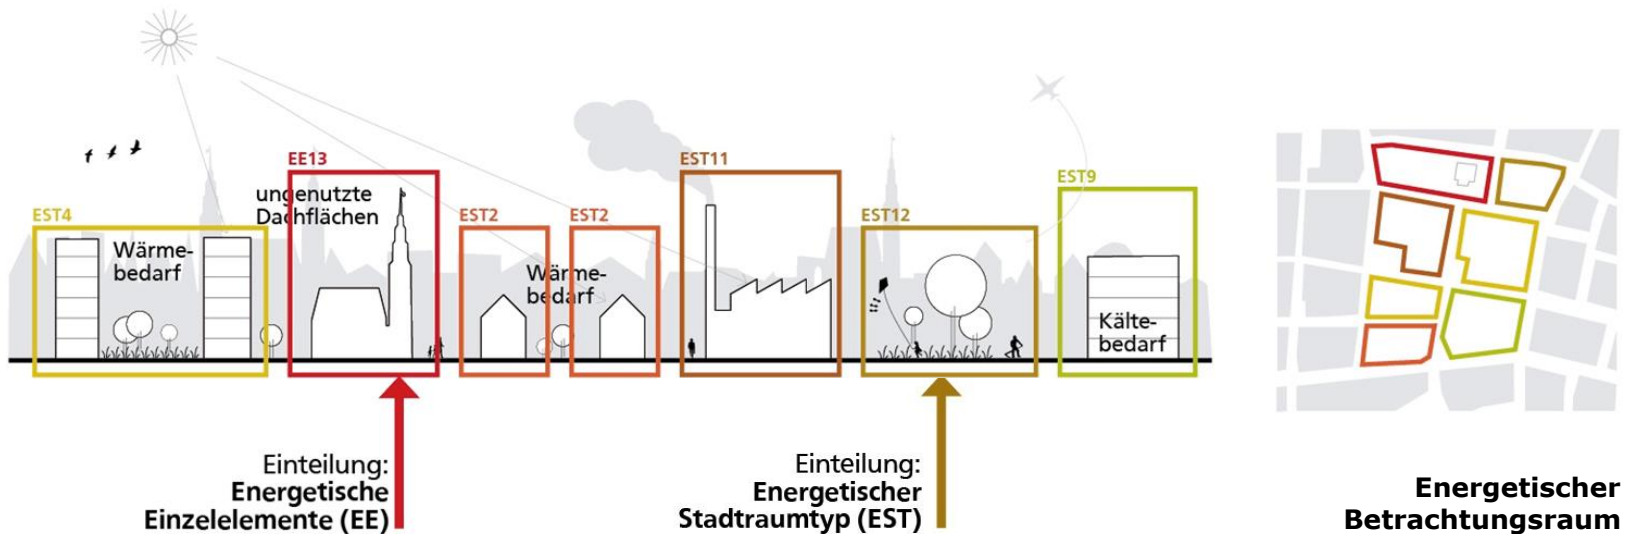 EE13
EST11
EST9
ungenutzte
Dachflächen
EST4
EST2
EST2
EST12
Wärme-
bedarf
Wärme-
bedarf
Kälte-
bedarf
Einteilung:
Energetische
Einzelelemente (EE)
Einteilung:
Energetischer
Stadtraumtyp (EST)
Energetischer
Betrachtungsraum